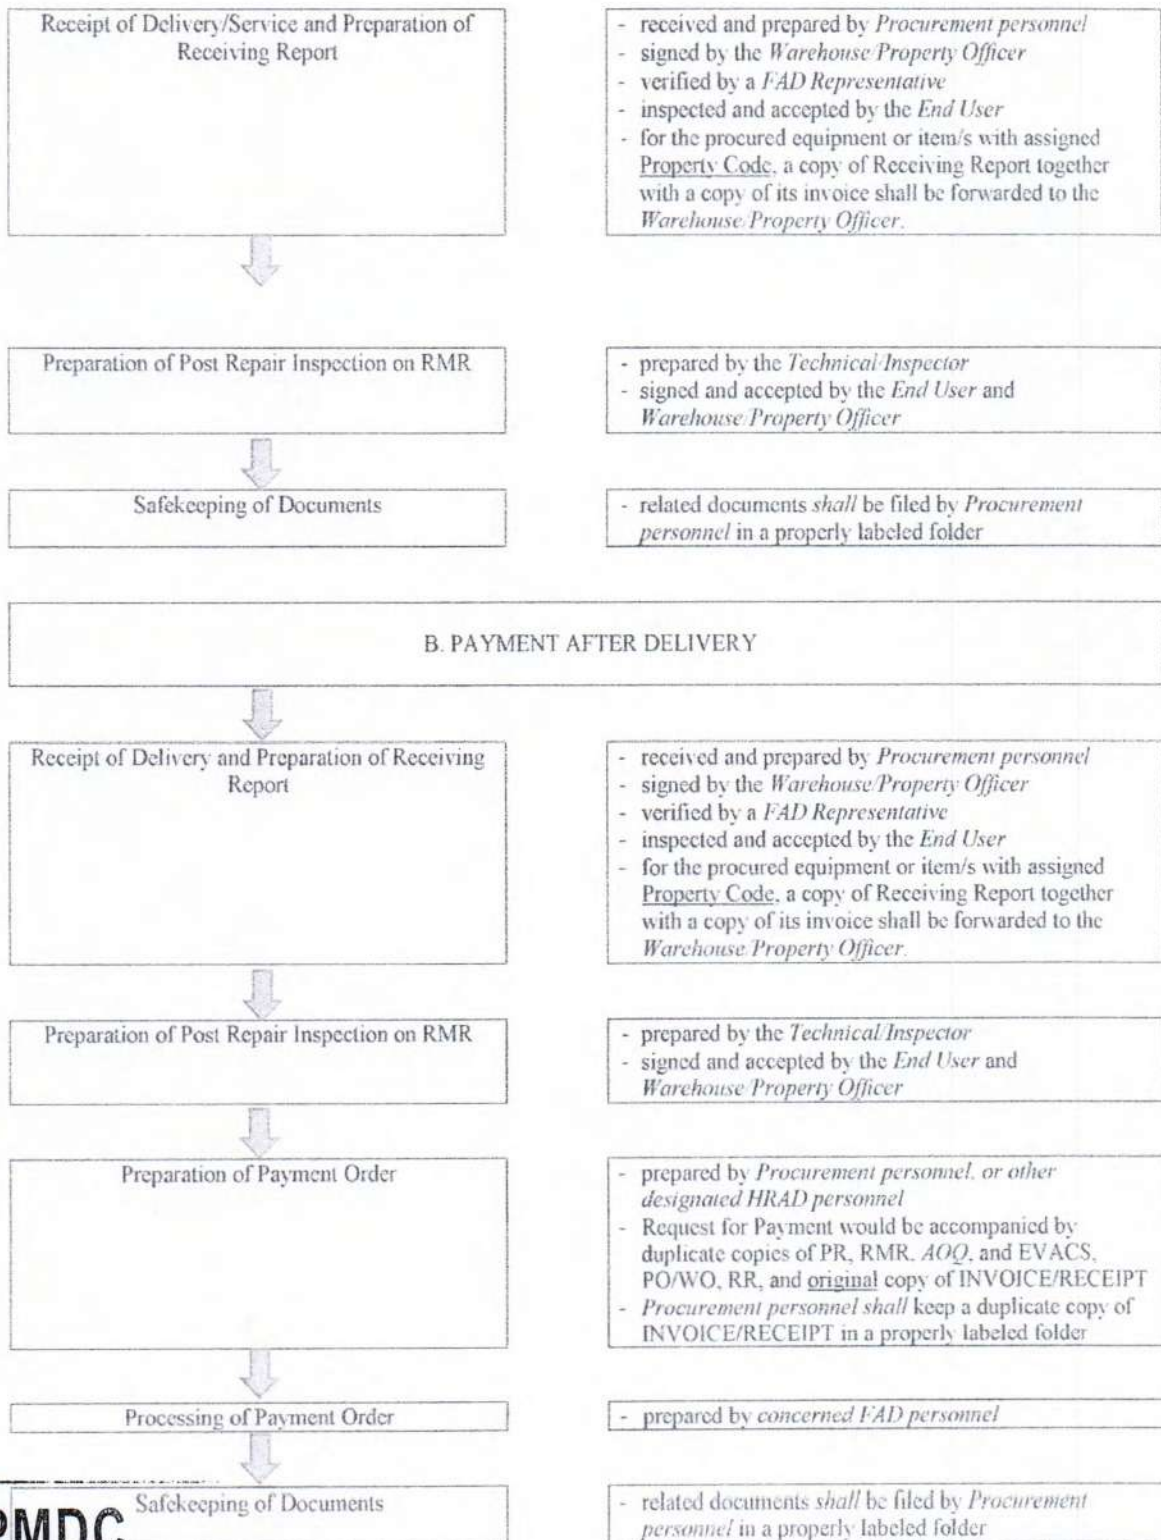 Receipt of Delivery/Service and Preparation of
Receiving Report
- received and prepared by Procurement personnel
- signed by the Warehouse/Property Officer
- verified by a FAD Representative
- inspected and accepted by the End User
- for the procured equipment or item/s with assigned
Property Code, a copy of Receiving Report together
with a copy of its invoice shall be forwarded to the
Warehouse/Property Officer.
Preparation of Post Repair Inspection on RMR
- prepared by the Technical/Inspector
- signed and accepted by the End User and
Warehouse/Property Officer
Safekeeping of Documents
- related documents shall be filed by Procurement
personnel in a properly labeled folder
B. PAYMENT AFTER DELIVERY
Receipt of Delivery and Preparation of Receiving
Report
- received and prepared by Procurement personnel
- signed by the Warehouse/Property Officer
- verified by a FAD Representative
- inspected and accepted by the End User
- for the procured equipment or item/s with assigned
Property Code, a copy of Receiving Report together
with a copy of its invoice shall be forwarded to the
Warehouse/Property Officer.
Preparation of Post Repair Inspection on RMR
- prepared by the Technical/Inspector
- signed and accepted by the End User and
Warehouse/Property Officer
Preparation of Payment Order
- prepared by Procurement personnel, or other
designated HRAD personnel
- Request for Payment would be accompanied by
duplicate copies of PR, RMR, AOQ, and EVACS,
PO/WO, RR, and original copy of INVOICE/RECEIPT
- Procurement personnel shall keep a duplicate copy of
INVOICE/RECEIPT in a properly labeled folder
Processing of Payment Order
- prepared by concerned FAD personnel
Safekeeping of Documents
- related documents shall be filed by Procurement
personnel in a properly labeled folder
PMDC